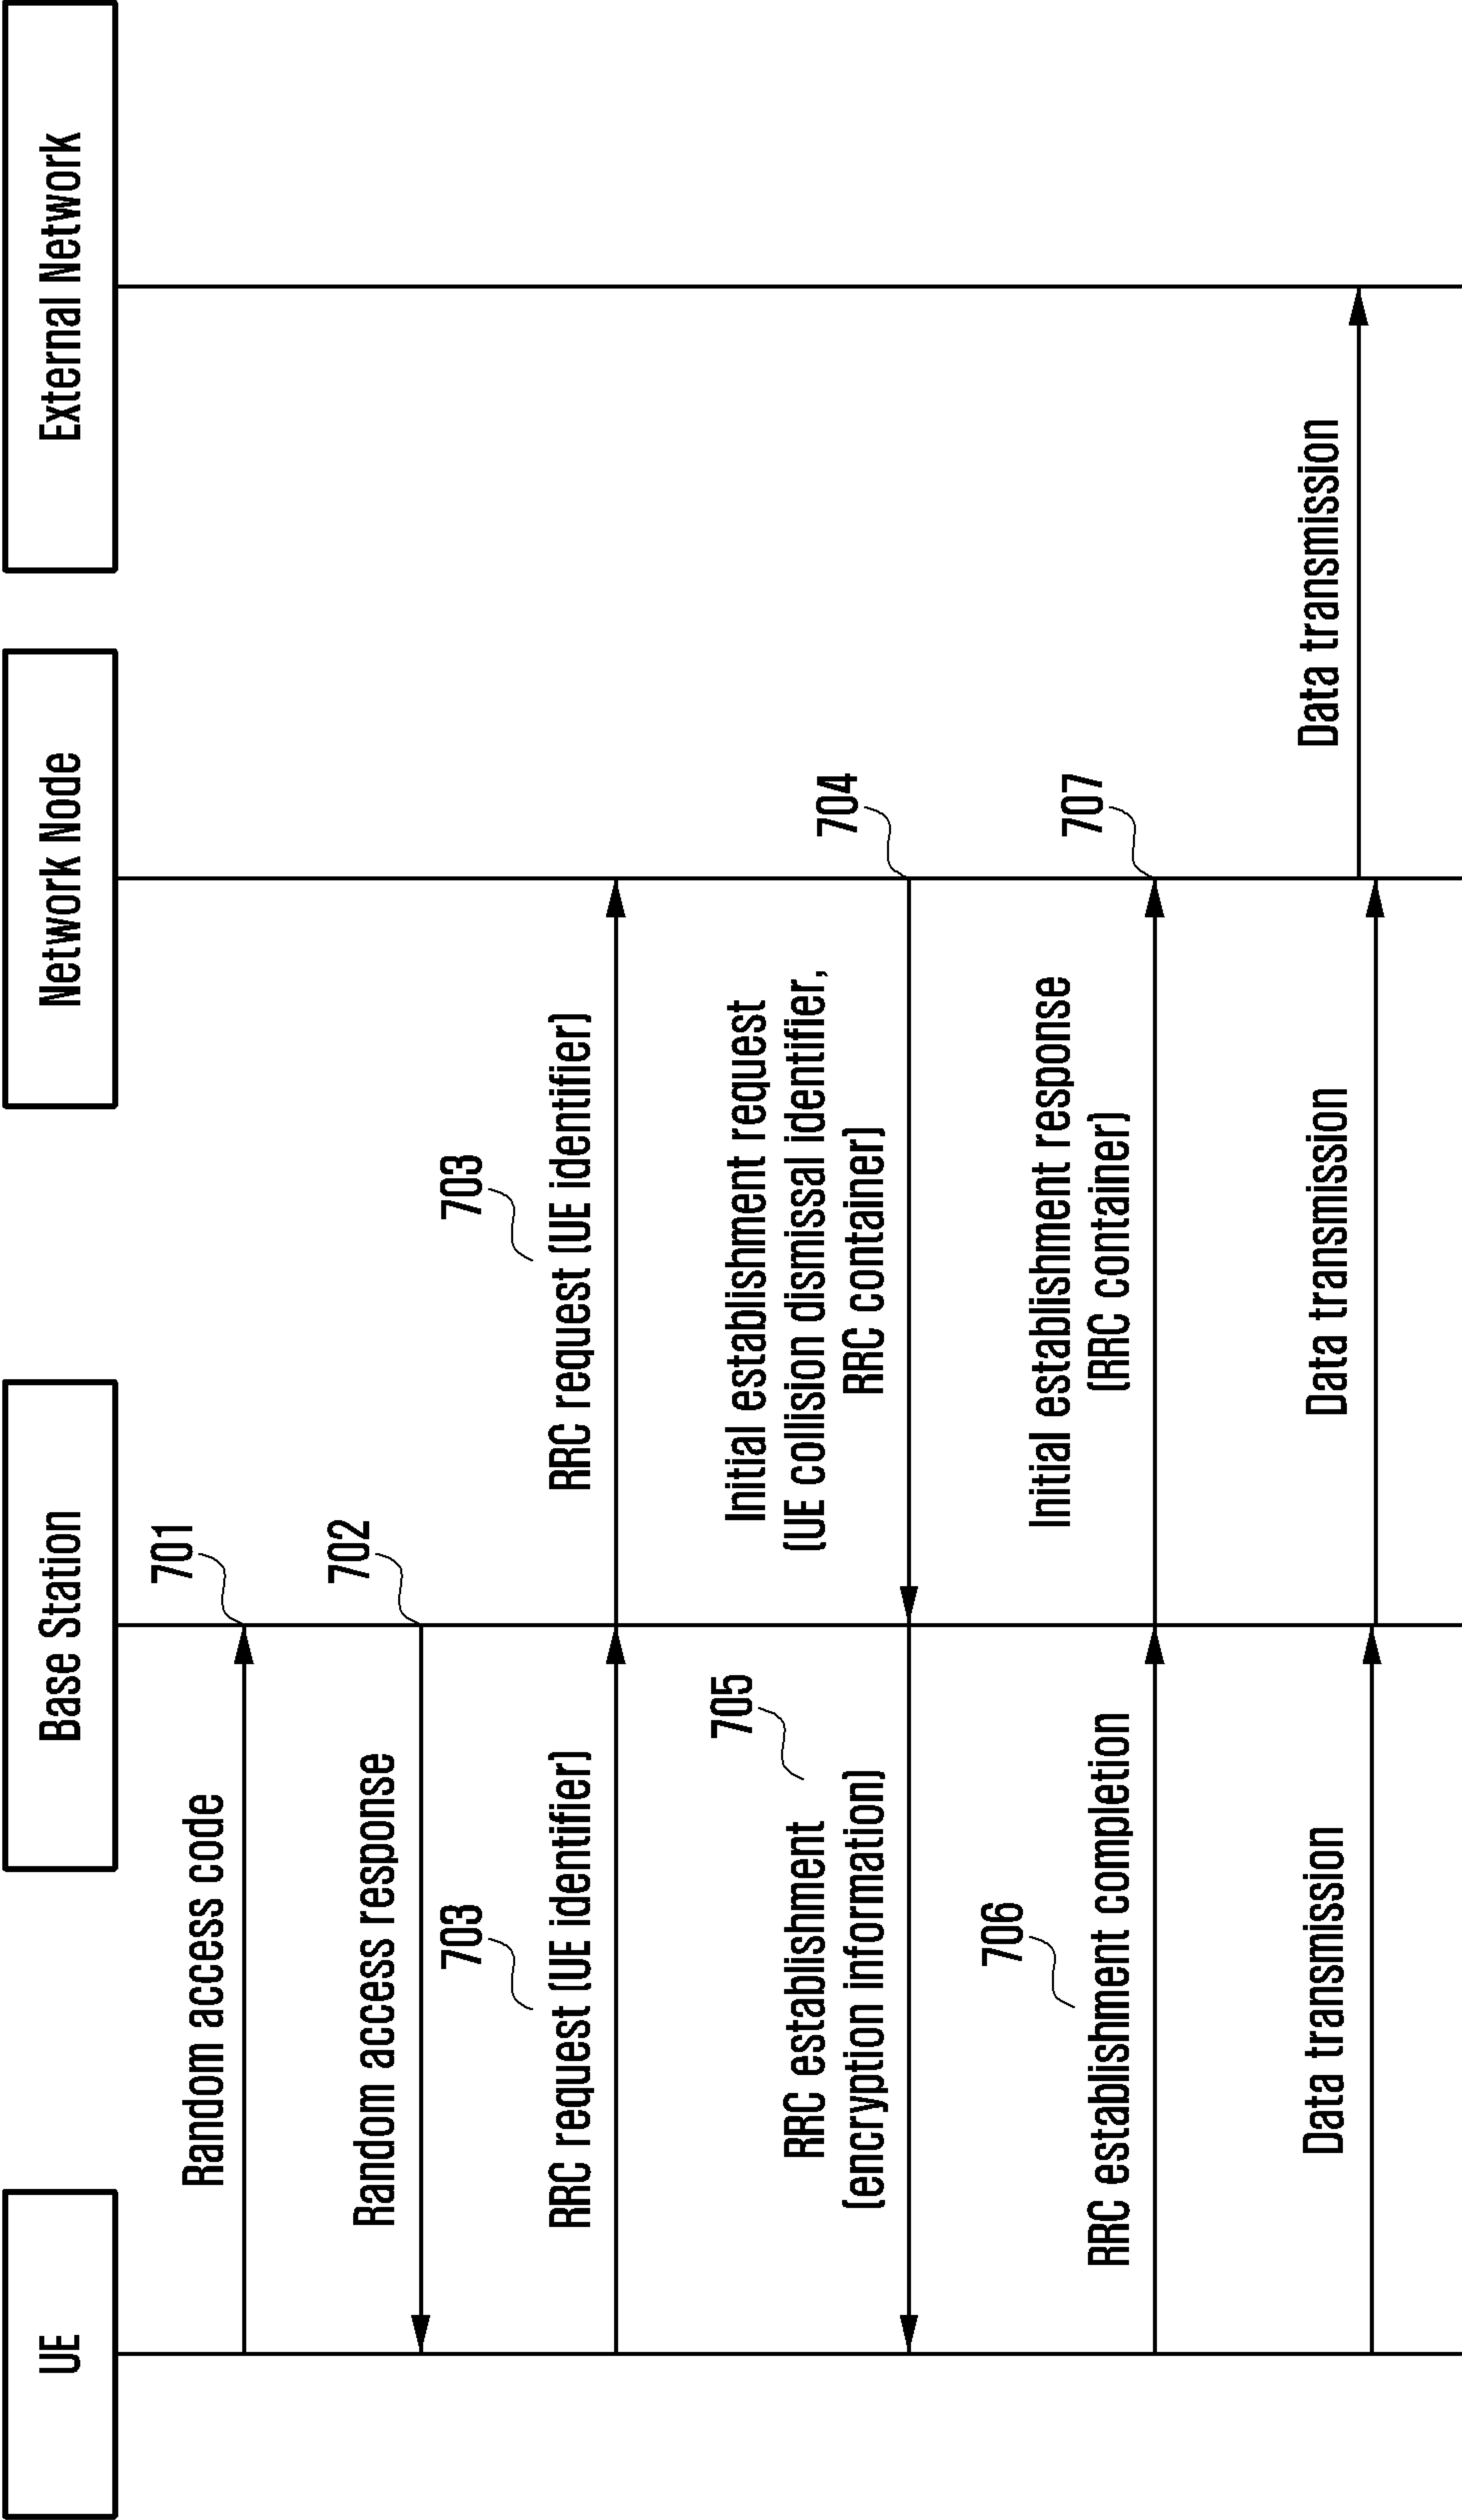 UE
Base Station
Network Node
External Network
701
Random access code
702
Random access response
703
RRC request (UE identifier)
703
RRC request (UE identifier)
704
Initial establishment request
(UE collision dismissal identifier,
RRC container)
705
RRC establishment
(encryption information)
706
RRC establishment completion
707
Initial establishment response
(RRC container)
Data transmission
Data transmission
Data transmission